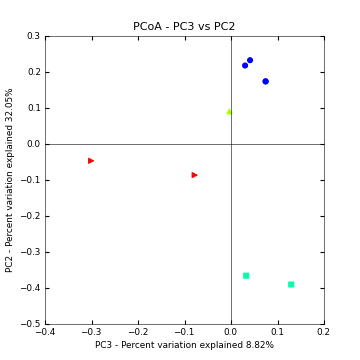 PCoA - PC3 vs PC2
0.3
0.2
0.1
0.0
−0.1
−0.2
−0.3
−0.4
−0.5
PC2 - Percent variation explained 32.05%
−0.4 −0.3 −0.2 −0.1 0.0 0.1 0.2
PC3 - Percent variation explained 8.82%